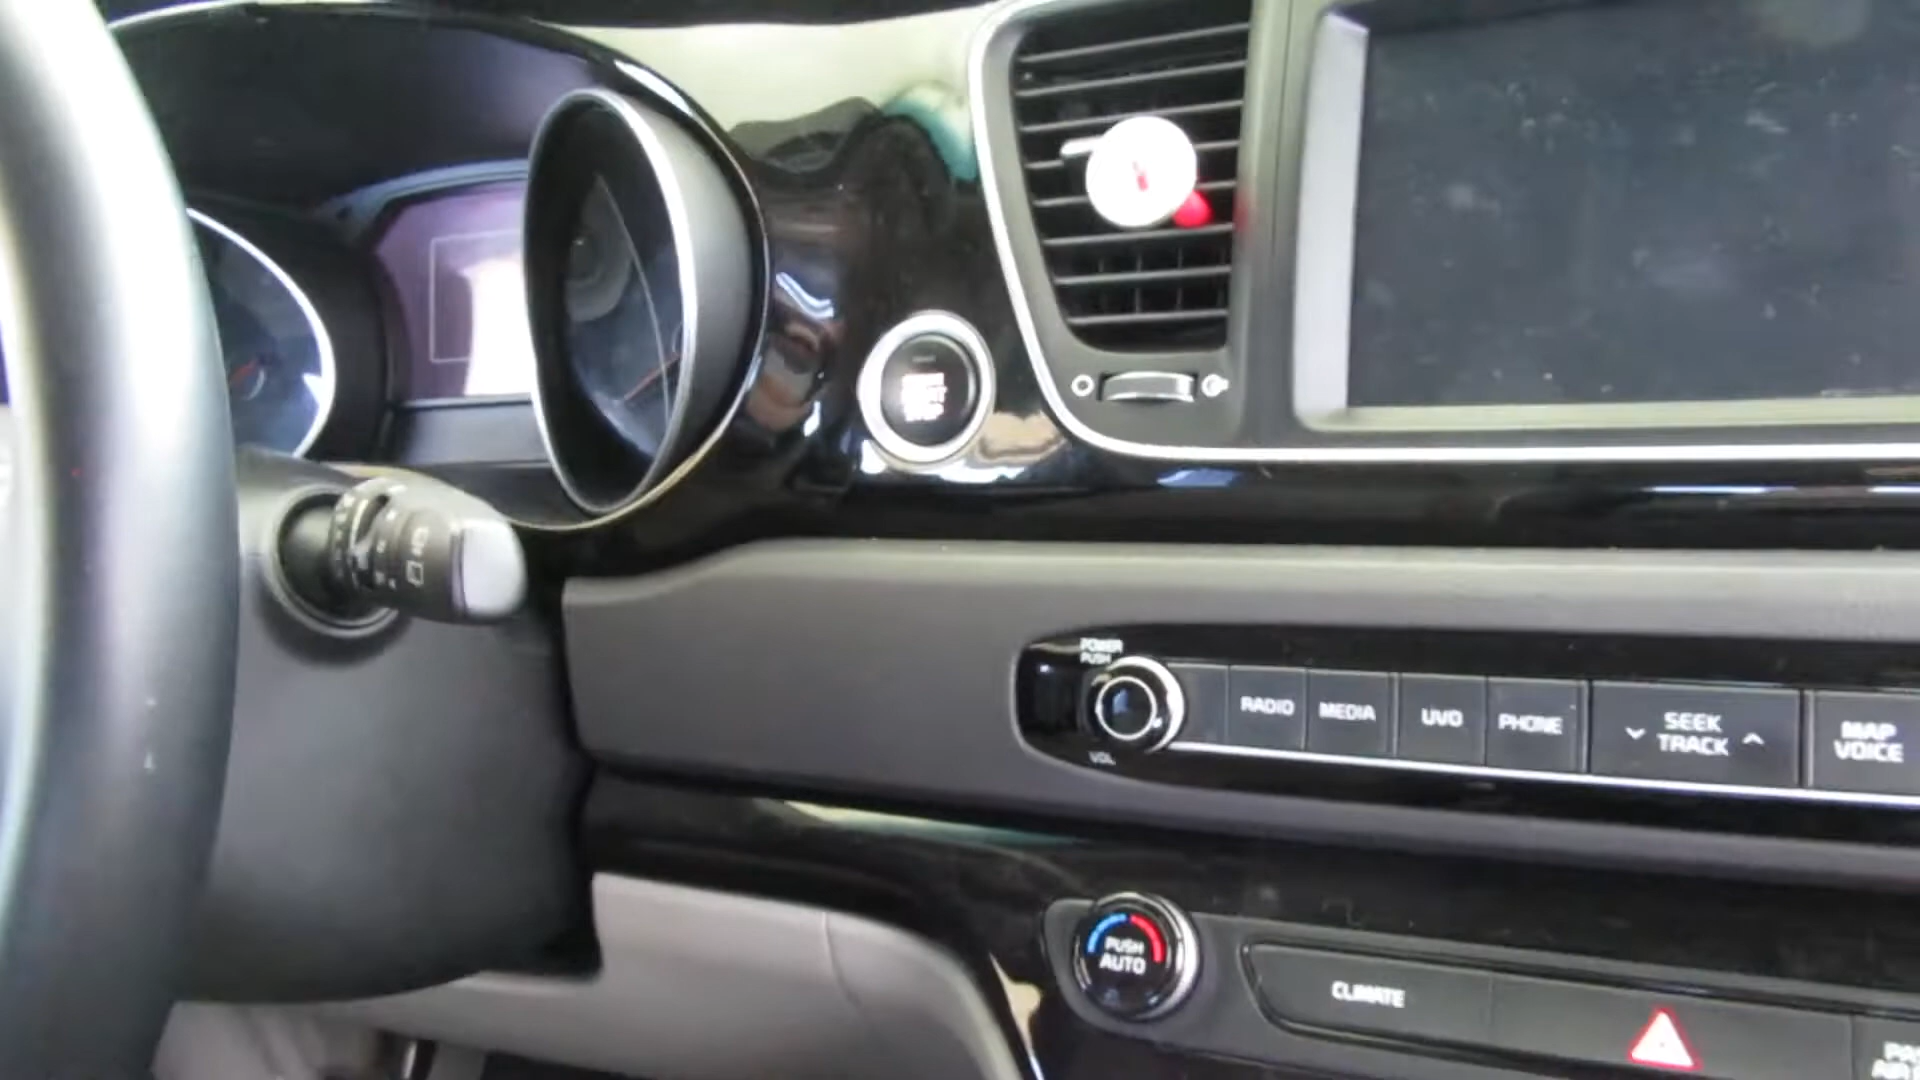 POWER
PUSH
VOL
RADIO
MEDIA
UVO
PHONE
SEEK
TRACK
MAP
VOICE
PUSH
AUTO
CLIMATE